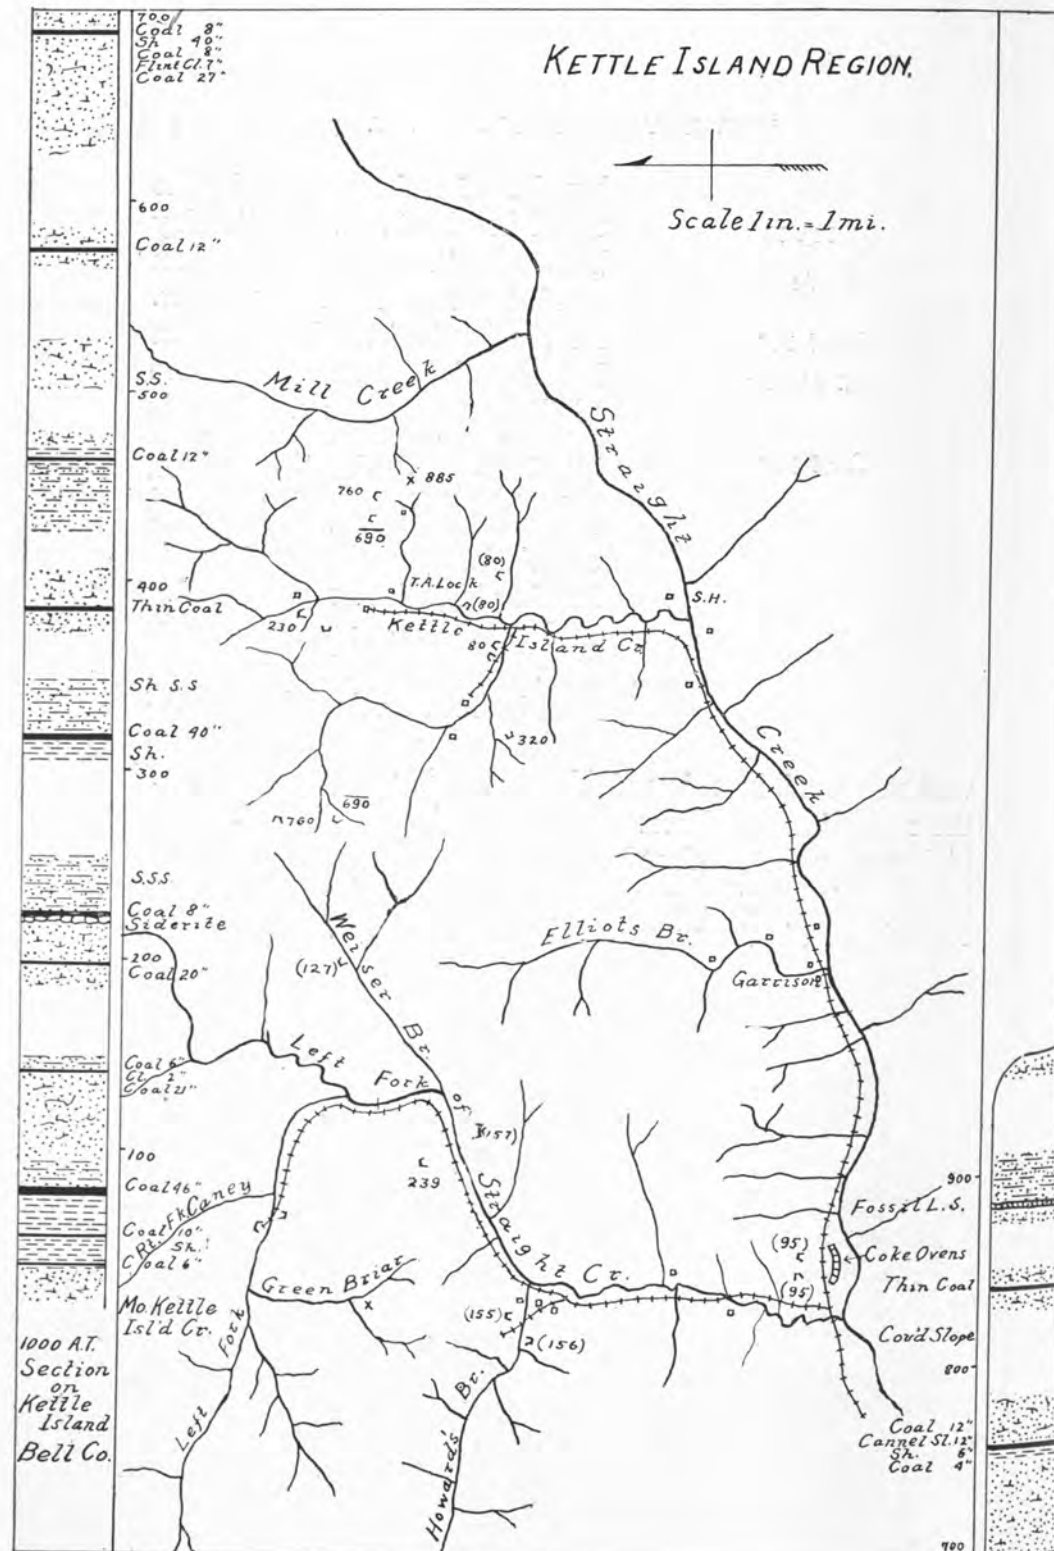 KETTLE ISLAND REGION.
Scale 1in. = 1mi.
700
Coal 8"
Sh 40"
Coal 8"
Flint Cl. 7"
Coal 27"
600
Coal 12"
S.S.
500
Coal 12"
400
Thin Coal
Sh S.S
Coal 40"
Sh.
300
S.S.S.
Coal 8"
Siderite
200
Coal 20"
Coal 6"
Cl. 2"
Coal 21"
100
Coal 46"
Coal 10"
Sh.
Coal 6"
Mo. Kettle
Isl'd Cr.
1000 A.T.
Section
on
Kettle
Island
Bell Co.
Mill Creek
Straight Creek
885
760
690
(80)
T.A. Lock
(80)
S.H.
230
Kettle Island Cr.
80
320
690
760
Weiser Br.
(127)
Elliots Br.
Garrison
Left Fork of Straight Cr.
(157)
239
Rt. Fk Caney
Green Briar
Left Fork
(155)
(156)
Howard's Br.
(95)
(95)
900
Fossil L.S.
Coke Ovens
Thin Coal
Cov'd Slope
800
Coal 12"
Cannel Sl. 12"
Sh. 6"
Coal 4"
700